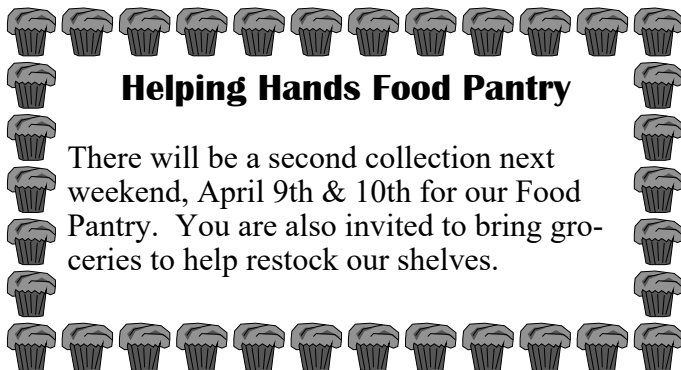 Helping Hands Food Pantry
There will be a second collection next
weekend, April 9th & 10th for our Food
Pantry.  You are also invited to bring gro-
ceries to help restock our shelves.